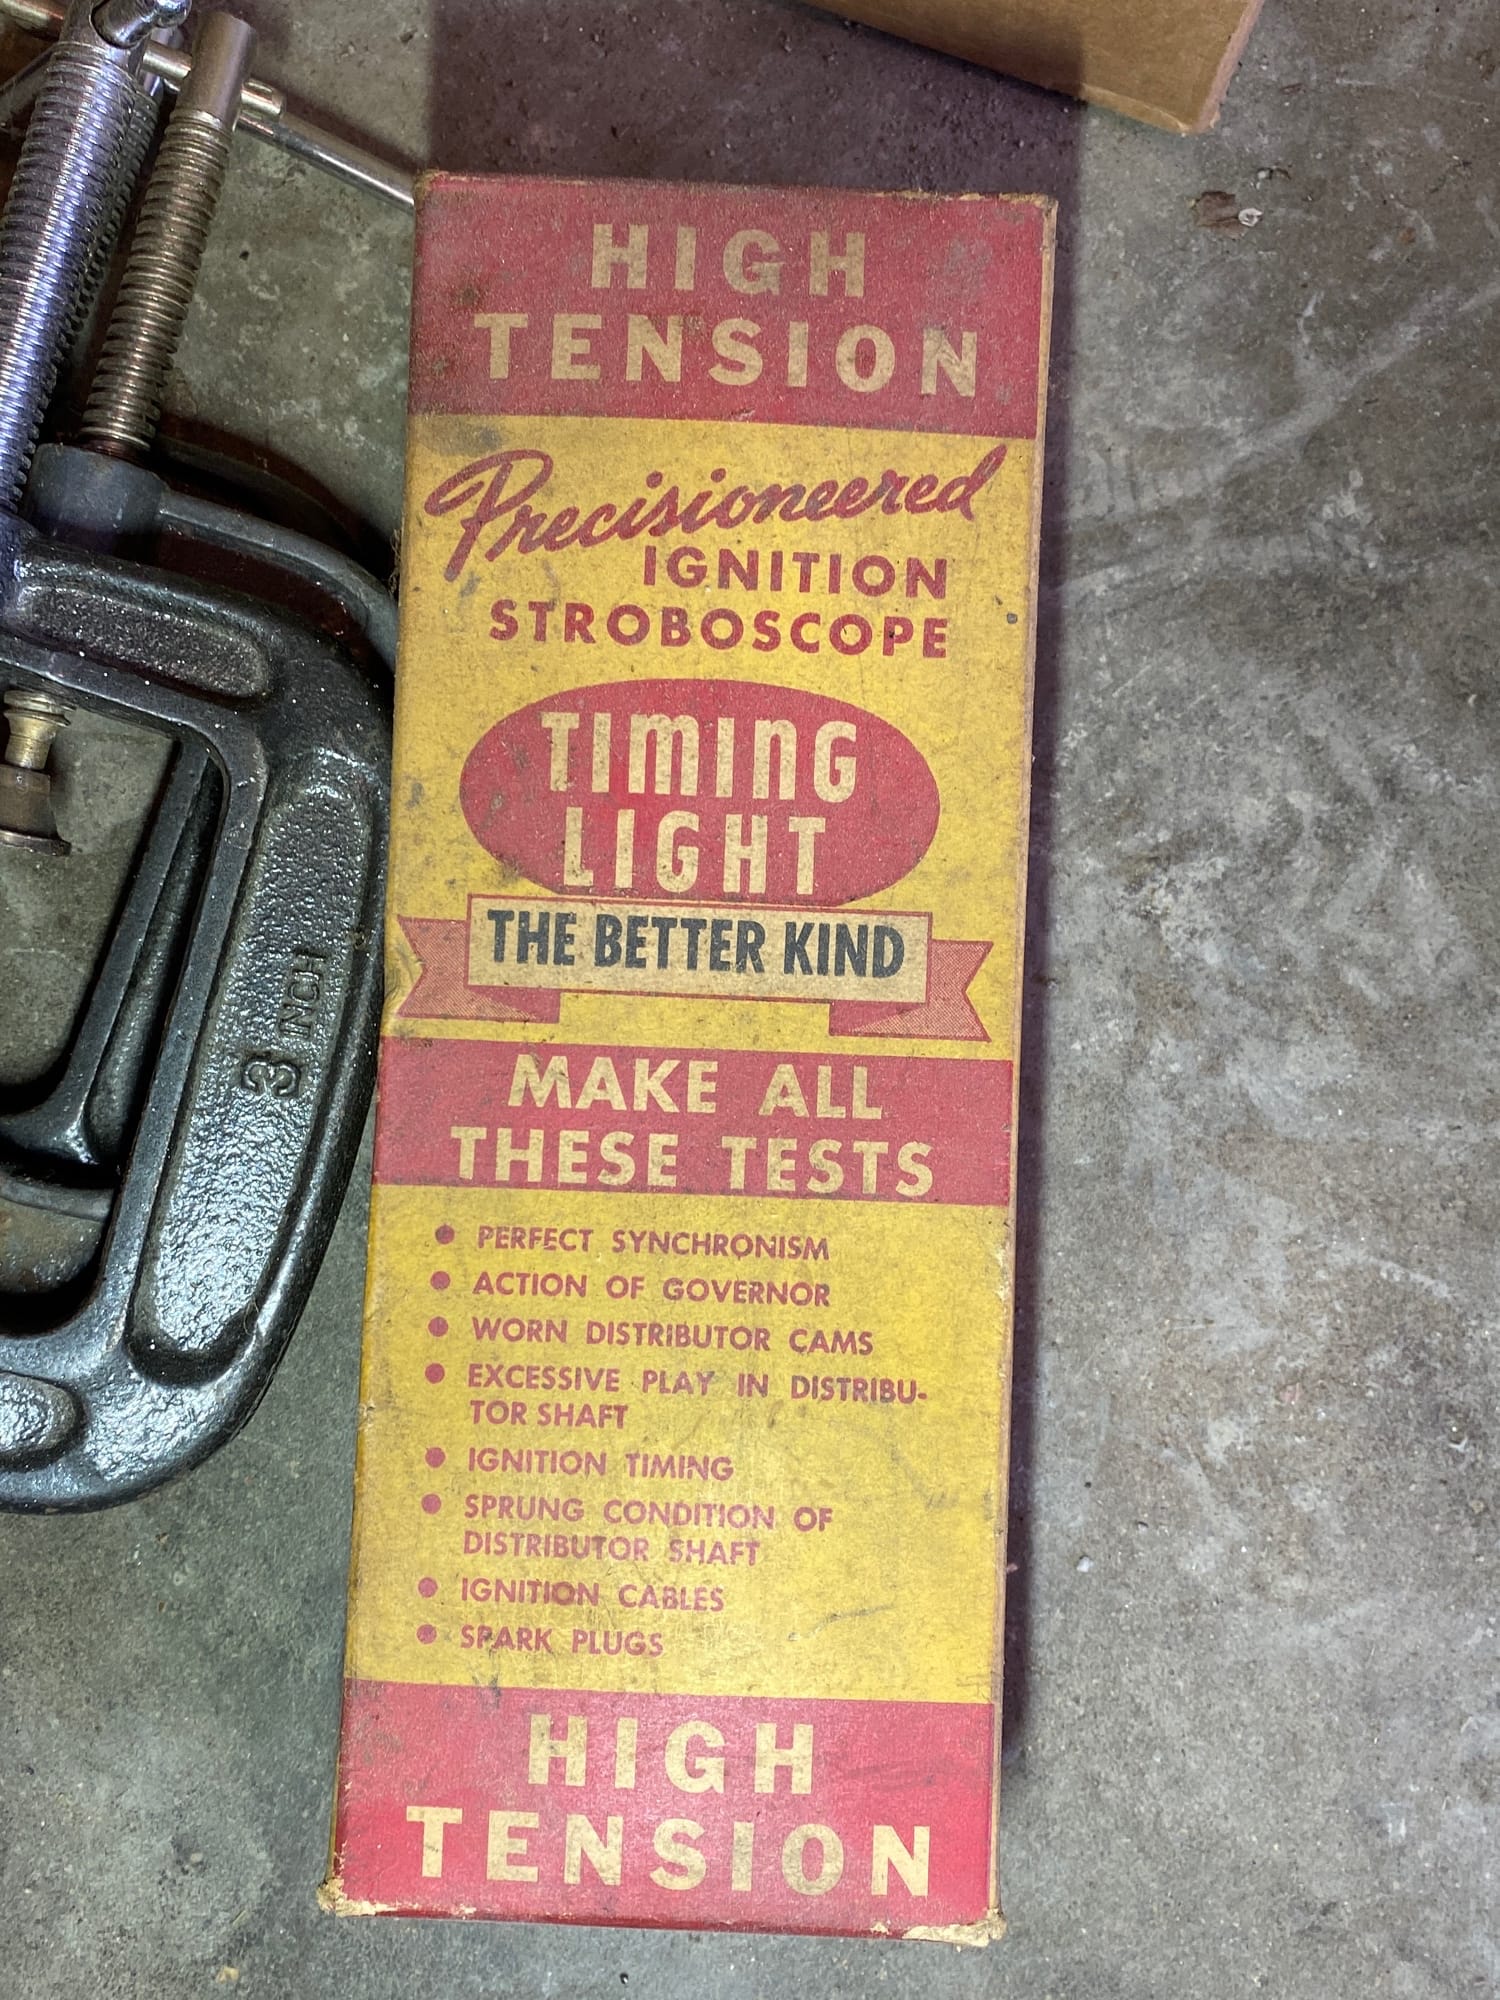 HIGH
TENSION
Precisioneered
IGNITION
STROBOSCOPE
TIMING
LIGHT
THE BETTER KIND
MAKE ALL
THESE TESTS
• PERFECT SYNCHRONISM
• ACTION OF GOVERNOR
• WORN DISTRIBUTOR CAMS
• EXCESSIVE PLAY IN DISTRIBU-
TOR SHAFT
• IGNITION TIMING
• SPRUNG CONDITION OF
DISTRIBUTOR SHAFT
• IGNITION CABLES
• SPARK PLUGS
HIGH
TENSION
3 INCH